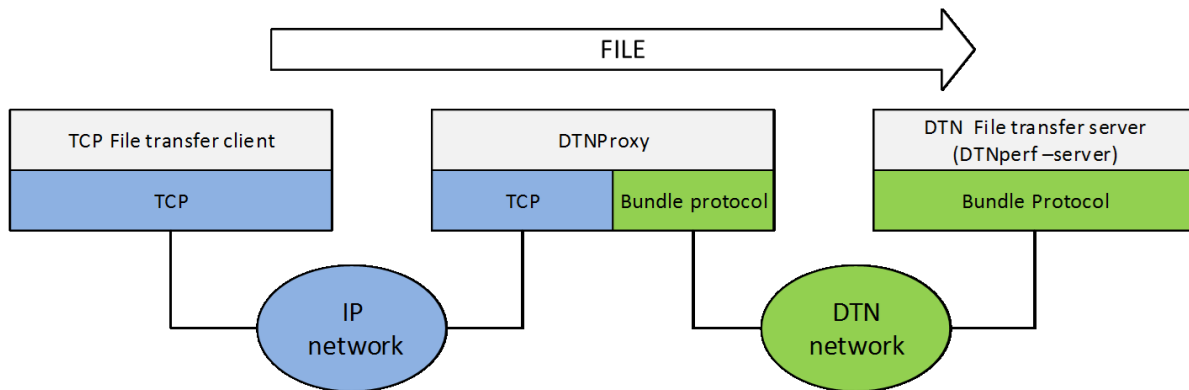 FILE
TCP File transfer client
DTNProxy
DTN File transfer server
(DTNperf –server)
TCP
TCP
Bundle protocol
Bundle Protocol
IP
network
DTN
network